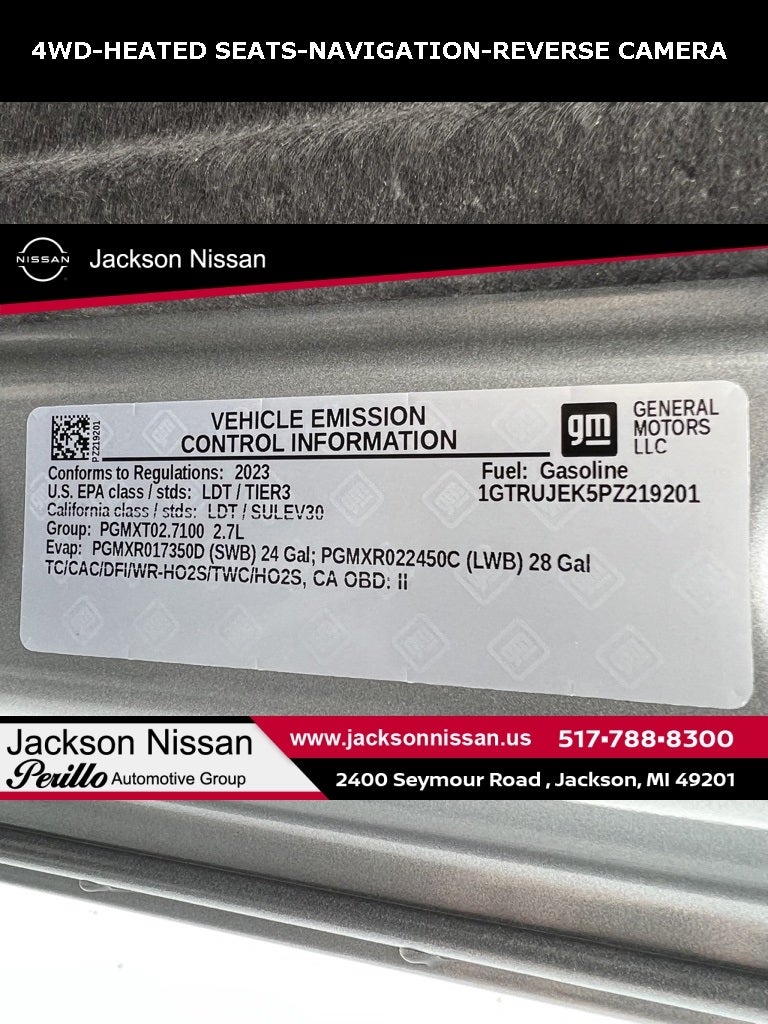 4WD-HEATED SEATS-NAVIGATION-REVERSE CAMERA
NISSAN Jackson Nissan
PZ219201
VEHICLE EMISSION
CONTROL INFORMATION
gm GENERAL
MOTORS
LLC
Conforms to Regulations: 2023
Fuel: Gasoline
U.S. EPA class / stds: LDT / TIER3
1GTRUJEK5PZ219201
California class / stds: LDT / SULEV30
Group: PGMXT02.7100 2.7L
Evap: PGMXR017350D (SWB) 24 Gal; PGMXR022450C (LWB) 28 Gal
TC/CAC/DFI/WR-HO2S/TWC/HO2S, CA OBD: II
Jackson Nissan
Perillo Automotive Group
www.jacksonnissan.us 517-788-8300
2400 Seymour Road , Jackson, MI 49201